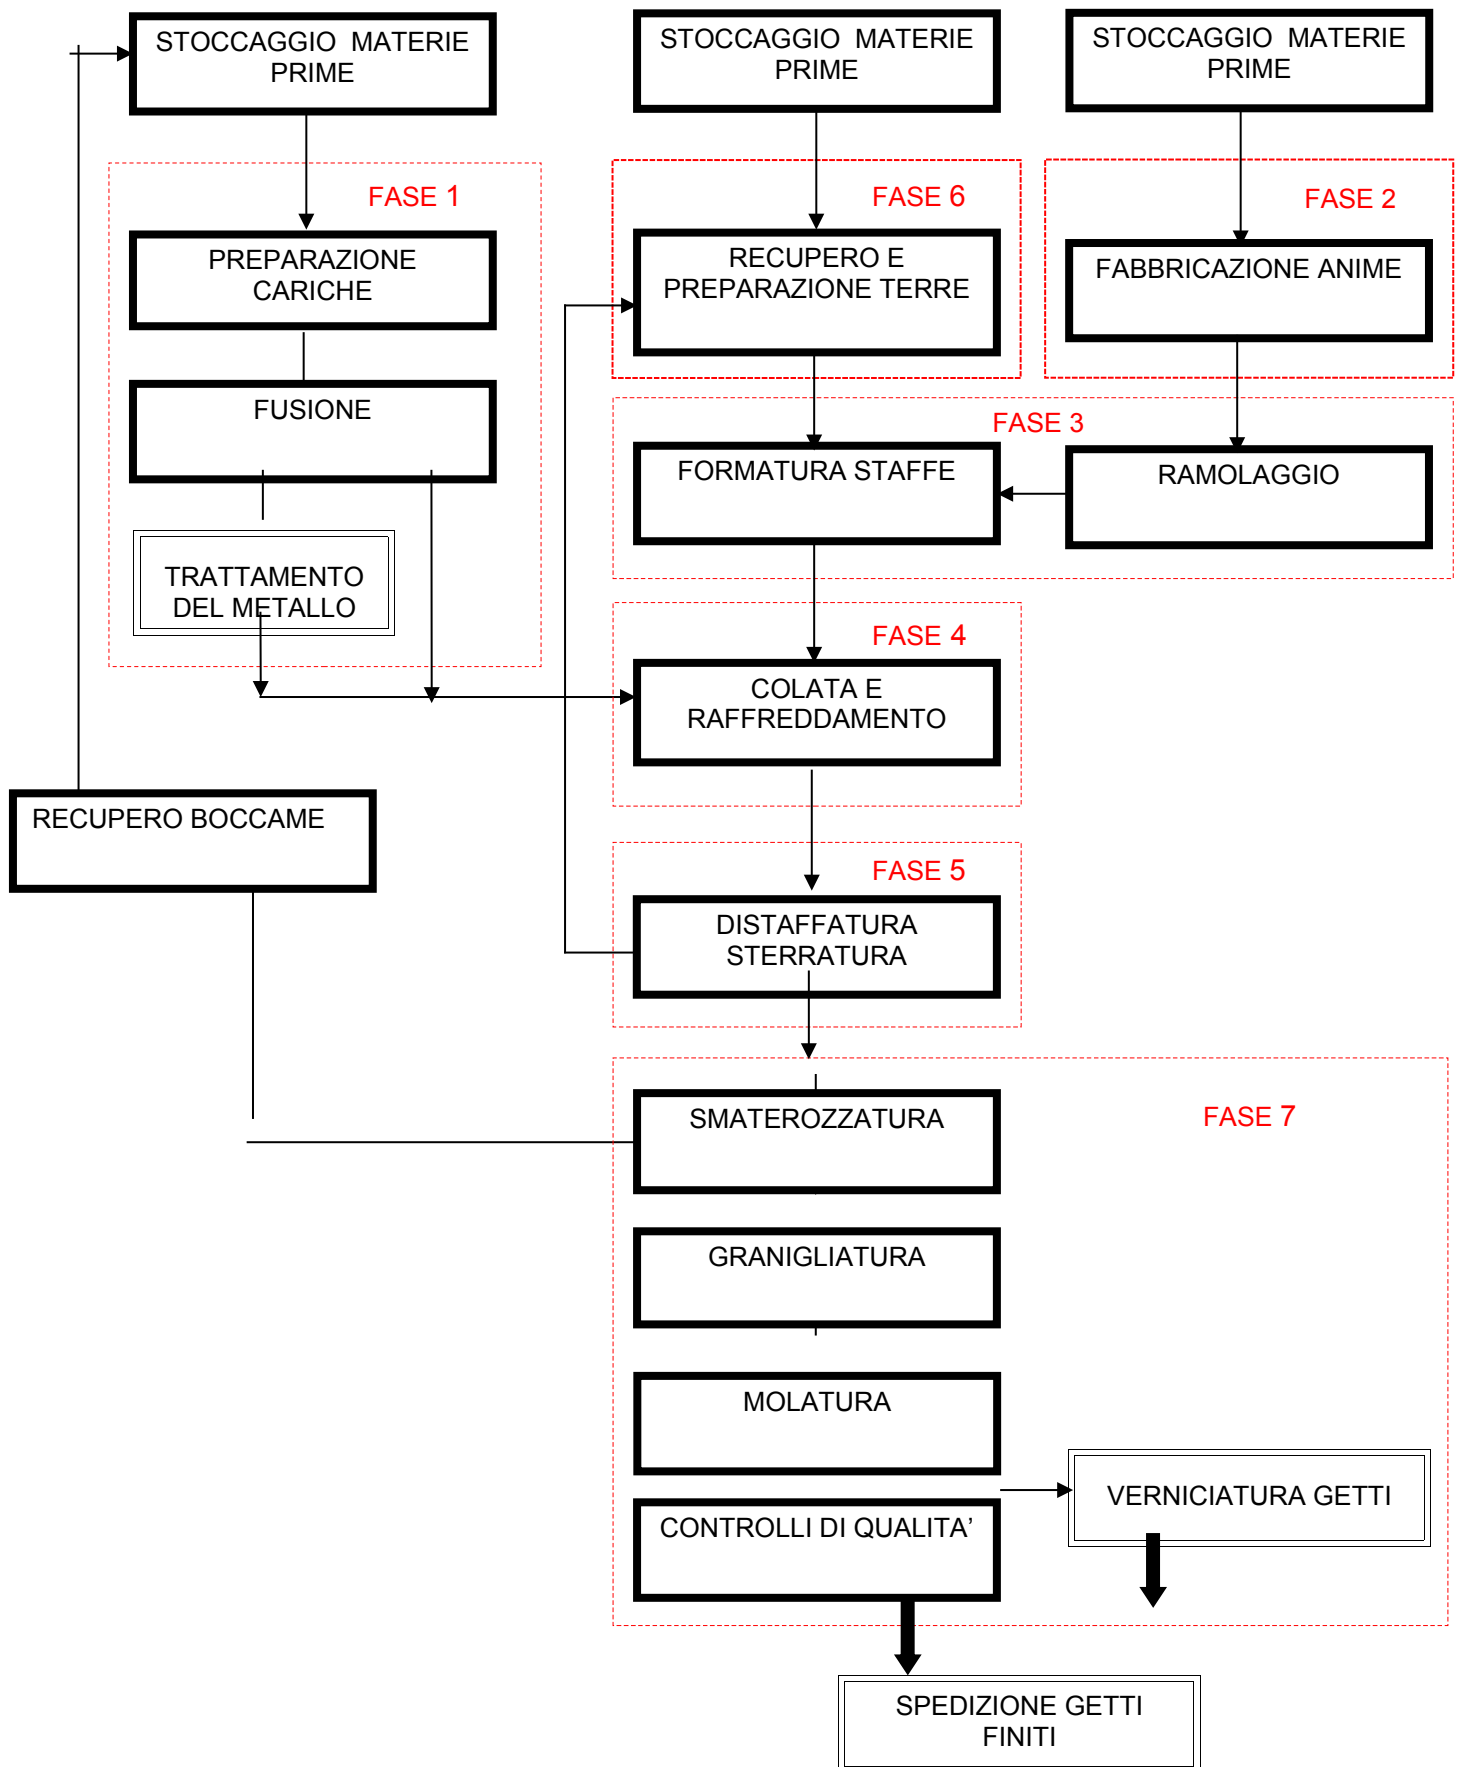 STOCCAGGIO MATERIE
PRIME
STOCCAGGIO MATERIE
PRIME
STOCCAGGIO MATERIE
PRIME
FASE 1
FASE 6
FASE 2
PREPARAZIONE
CARICHE
RECUPERO E
PREPARAZIONE TERRE
FABBRICAZIONE ANIME
FUSIONE
FASE 3
FORMATURA STAFFE
RAMOLAGGIO
TRATTAMENTO
DEL METALLO
FASE 4
COLATA E
RAFFREDDAMENTO
RECUPERO BOCCAME
FASE 5
DISTAFFATURA
STERRATURA
SMATEROZZATURA
FASE 7
GRANIGLIATURA
MOLATURA
VERNICIATURA GETTI
CONTROLLI DI QUALITA’
SPEDIZIONE GETTI
FINITI